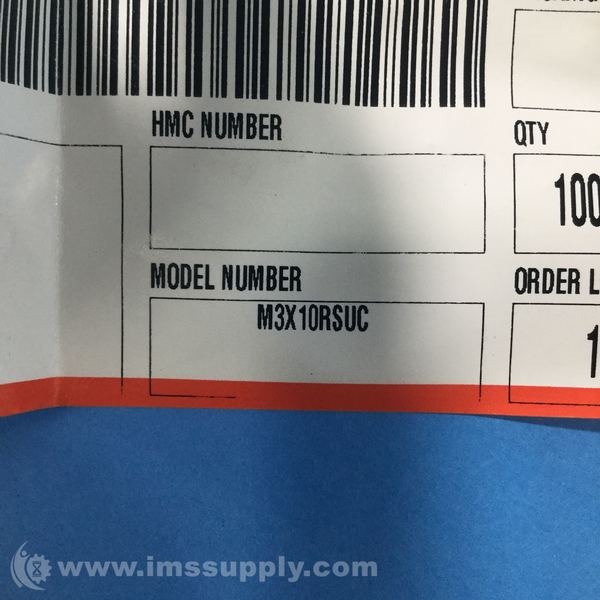 HMC NUMBER
QTY
100
MODEL NUMBER
M3X10RSUC
ORDER L
1
www.imssupply.com